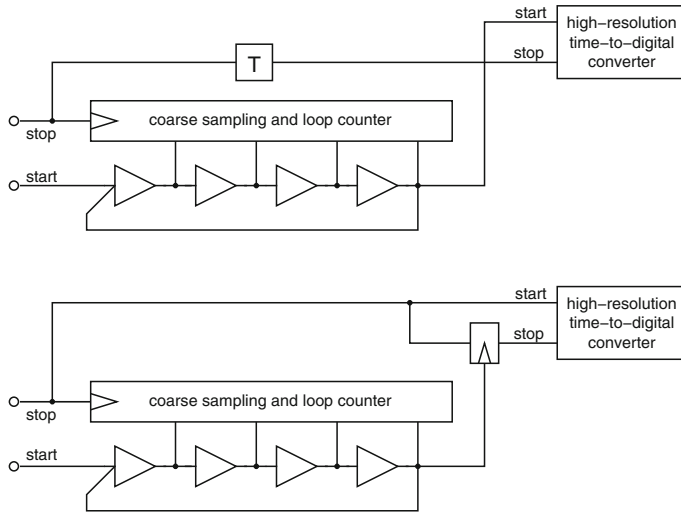 start
high−resolution
time−to−digital
converter
stop
T
coarse sampling and loop counter
stop
start
start
high−resolution
time−to−digital
converter
stop
coarse sampling and loop counter
stop
start